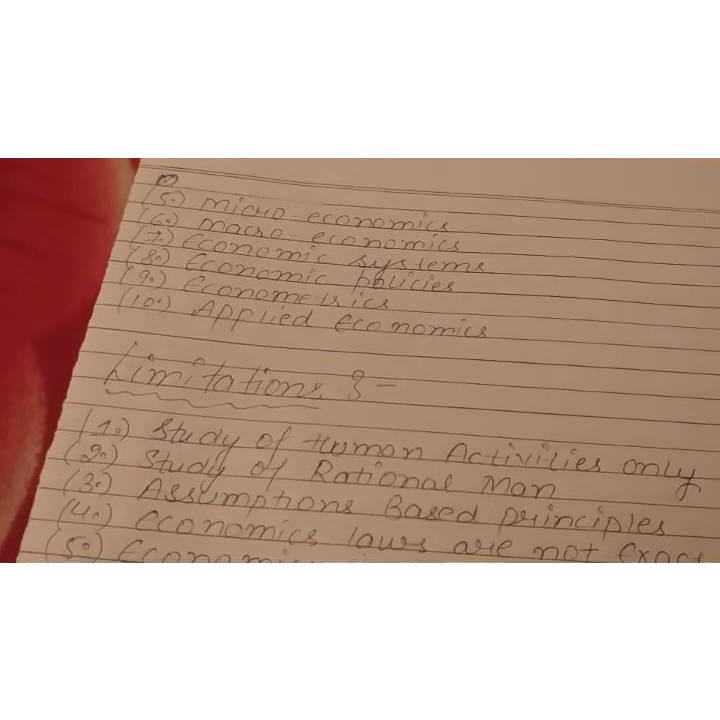 (5.) micro-economics
(6.) macro-economics
(7.) Economic systems
(8.) Economic policies
(9.) Econometrics
(10.) Applied economics
Limitations :-
(1.) Study of Human Activities only
(2.) Study of Rational Man
(3.) Assumptions Based principles
(4.) economics laws are not Exact
(5.)